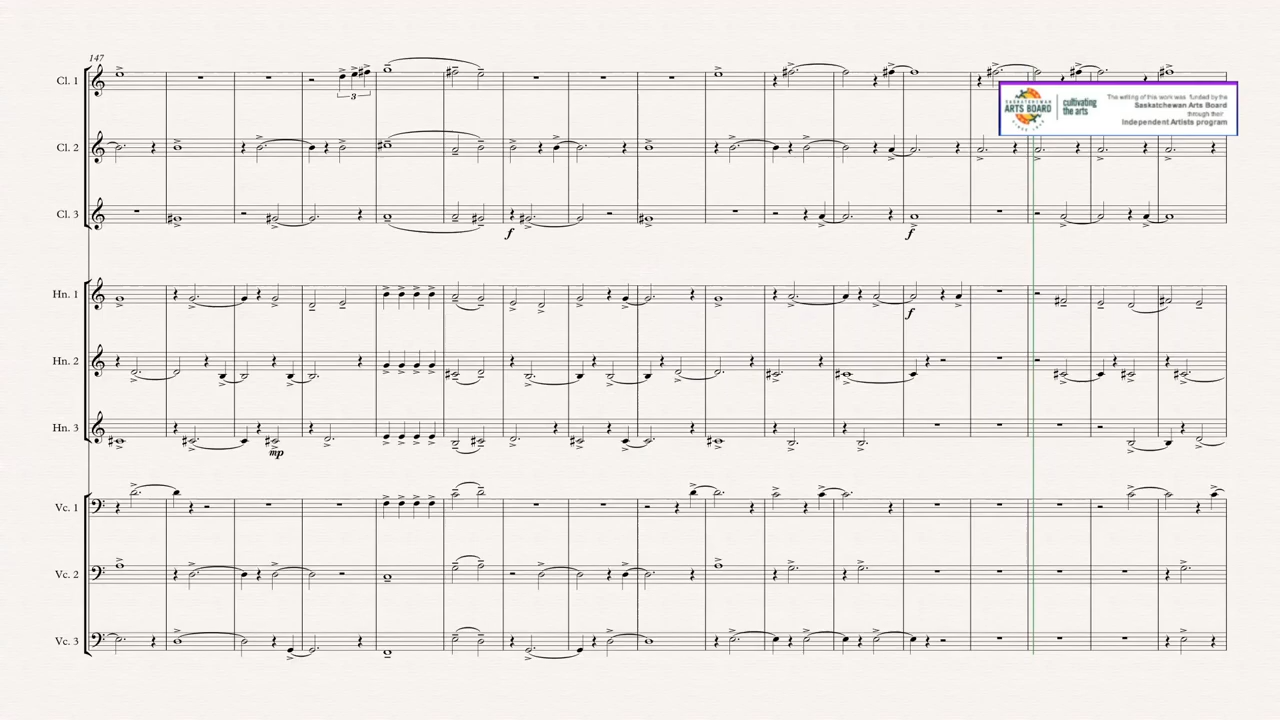 147
Cl. 1
3
SASKATCHEWAN
ARTS BOARD
cultivating
the arts
The writing of this work was funded by the
Saskatchewan Arts Board
through their
Independent Artists program
Cl. 2
Cl. 3
f
f
Hn. 1
f
Hn. 2
Hn. 3
mp
Vc. 1
Vc. 2
Vc. 3